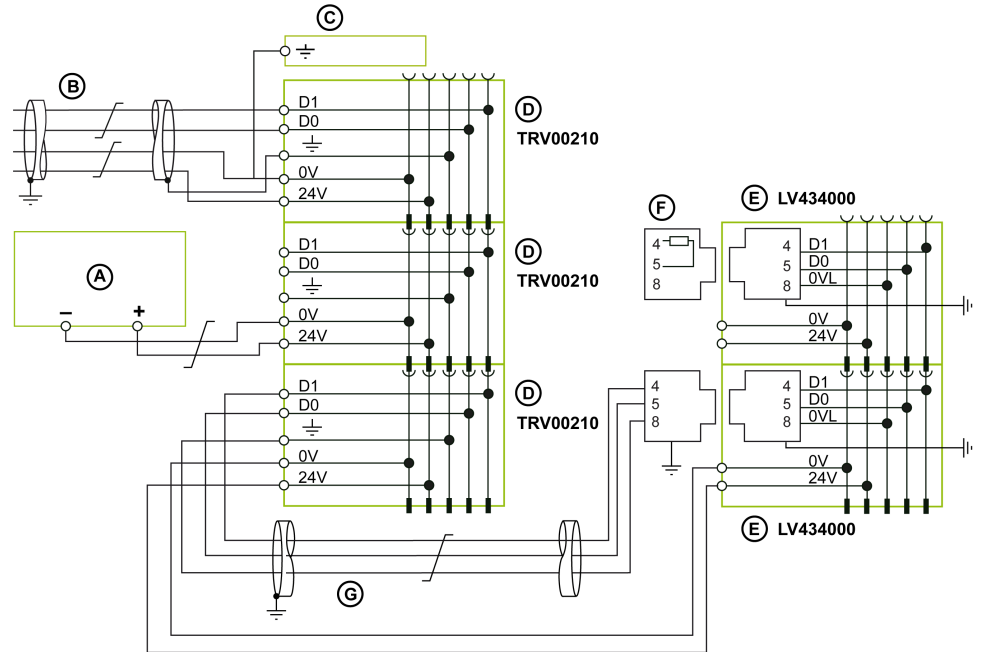 C
B
D1
D0
0V
24V
D
TRV00210
A
− +
D1
D0
0V
24V
D
TRV00210
D1
D0
0V
24V
D
TRV00210
G
F
4
5
8
4
5
8
E LV434000
4 D1
5 D0
8 0VL
0V
24V
4 D1
5 D0
8 0VL
0V
24V
E LV434000